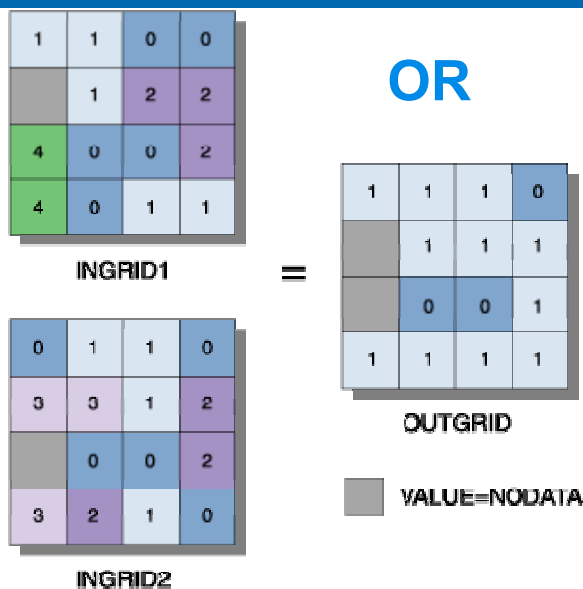 1 1 0 0
1 2 2
4 0 0 2
4 0 1 1
INGRID1
OR
=
1 1 1 0
1 1 1
0 0 1
1 1 1 1
OUTGRID
VALUE=NODATA
0 1 1 0
3 3 1 2
0 0 2
3 2 1 0
INGRID2